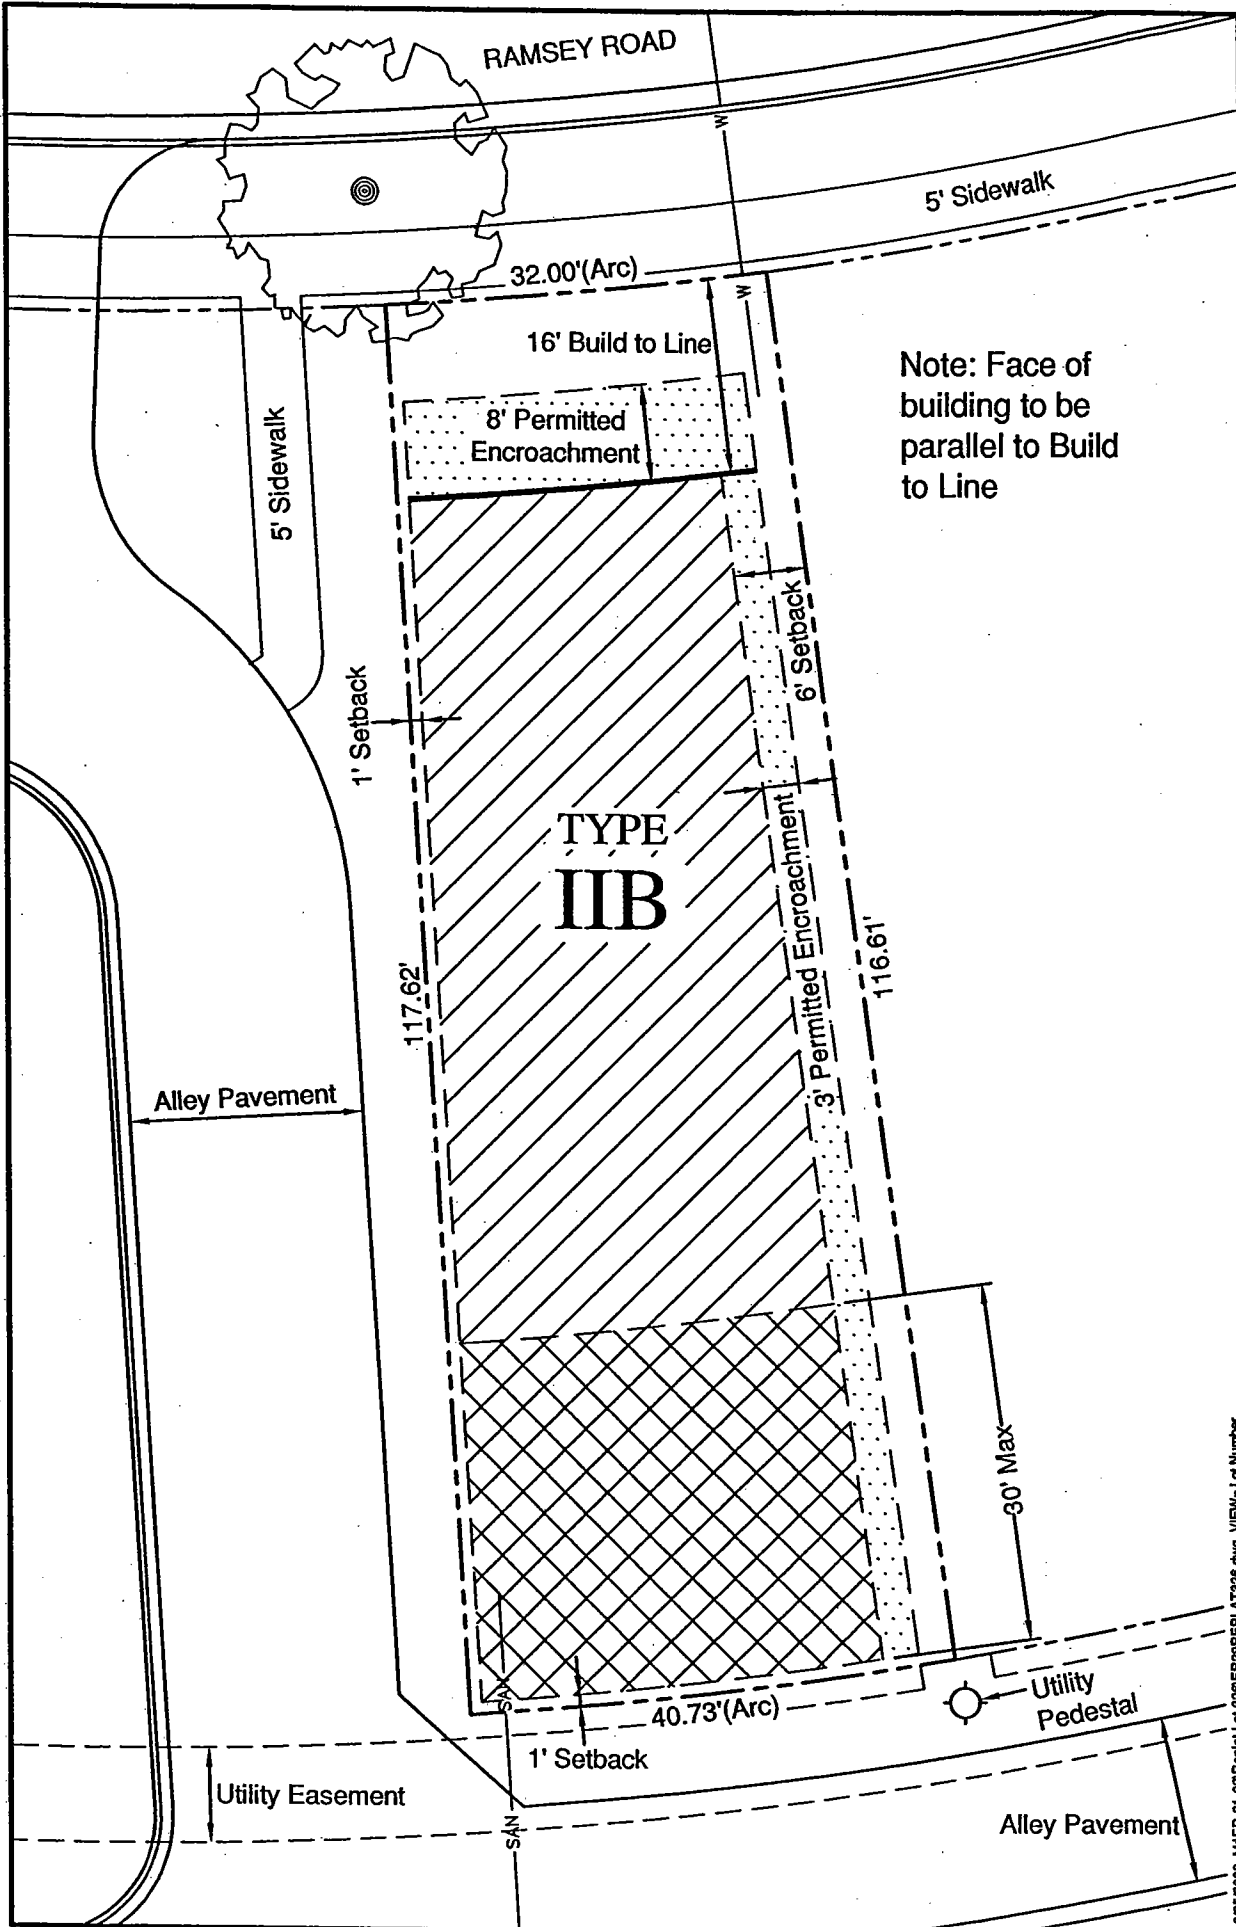 RAMSEY ROAD
W
5' Sidewalk
32.00'(Arc)
W
16' Build to Line
Note: Face of
building to be
parallel to Build
to Line
8' Permitted
Encroachment
5' Sidewalk
6' Setback
1' Setback
TYPE
IIB
3' Permitted Encroachment
116.61'
117.62'
Alley Pavement
30' Max
SAN
40.73'(Arc)
Utility
Pedestal
1' Setback
Utility Easement
SAN
Alley Pavement